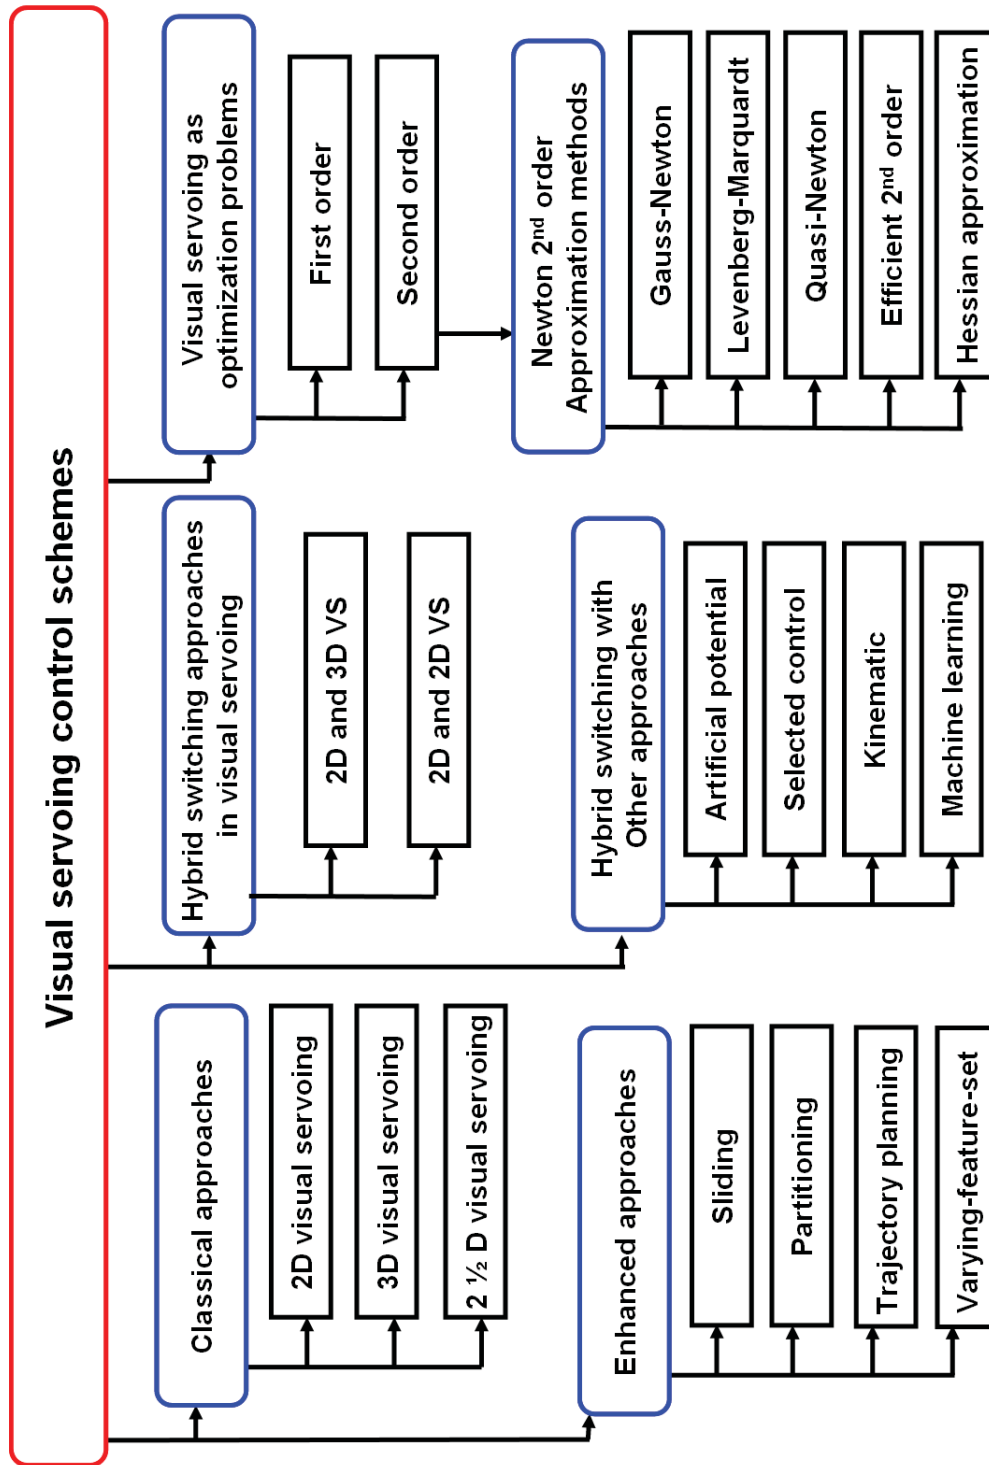 Visual servoing control schemes
Classical approaches
2D visual servoing
3D visual servoing
2 ½ D visual servoing
Enhanced approaches
Sliding
Partitioning
Trajectory planning
Varying-feature-set
Hybrid switching approaches
in visual servoing
2D and 3D VS
2D and 2D VS
Hybrid switching with
Other approaches
Artificial potential
Selected control
Kinematic
Machine learning
Visual servoing as
optimization problems
First order
Second order
Newton 2nd order
Approximation methods
Gauss-Newton
Levenberg-Marquardt
Quasi-Newton
Efficient 2nd order
Hessian approximation